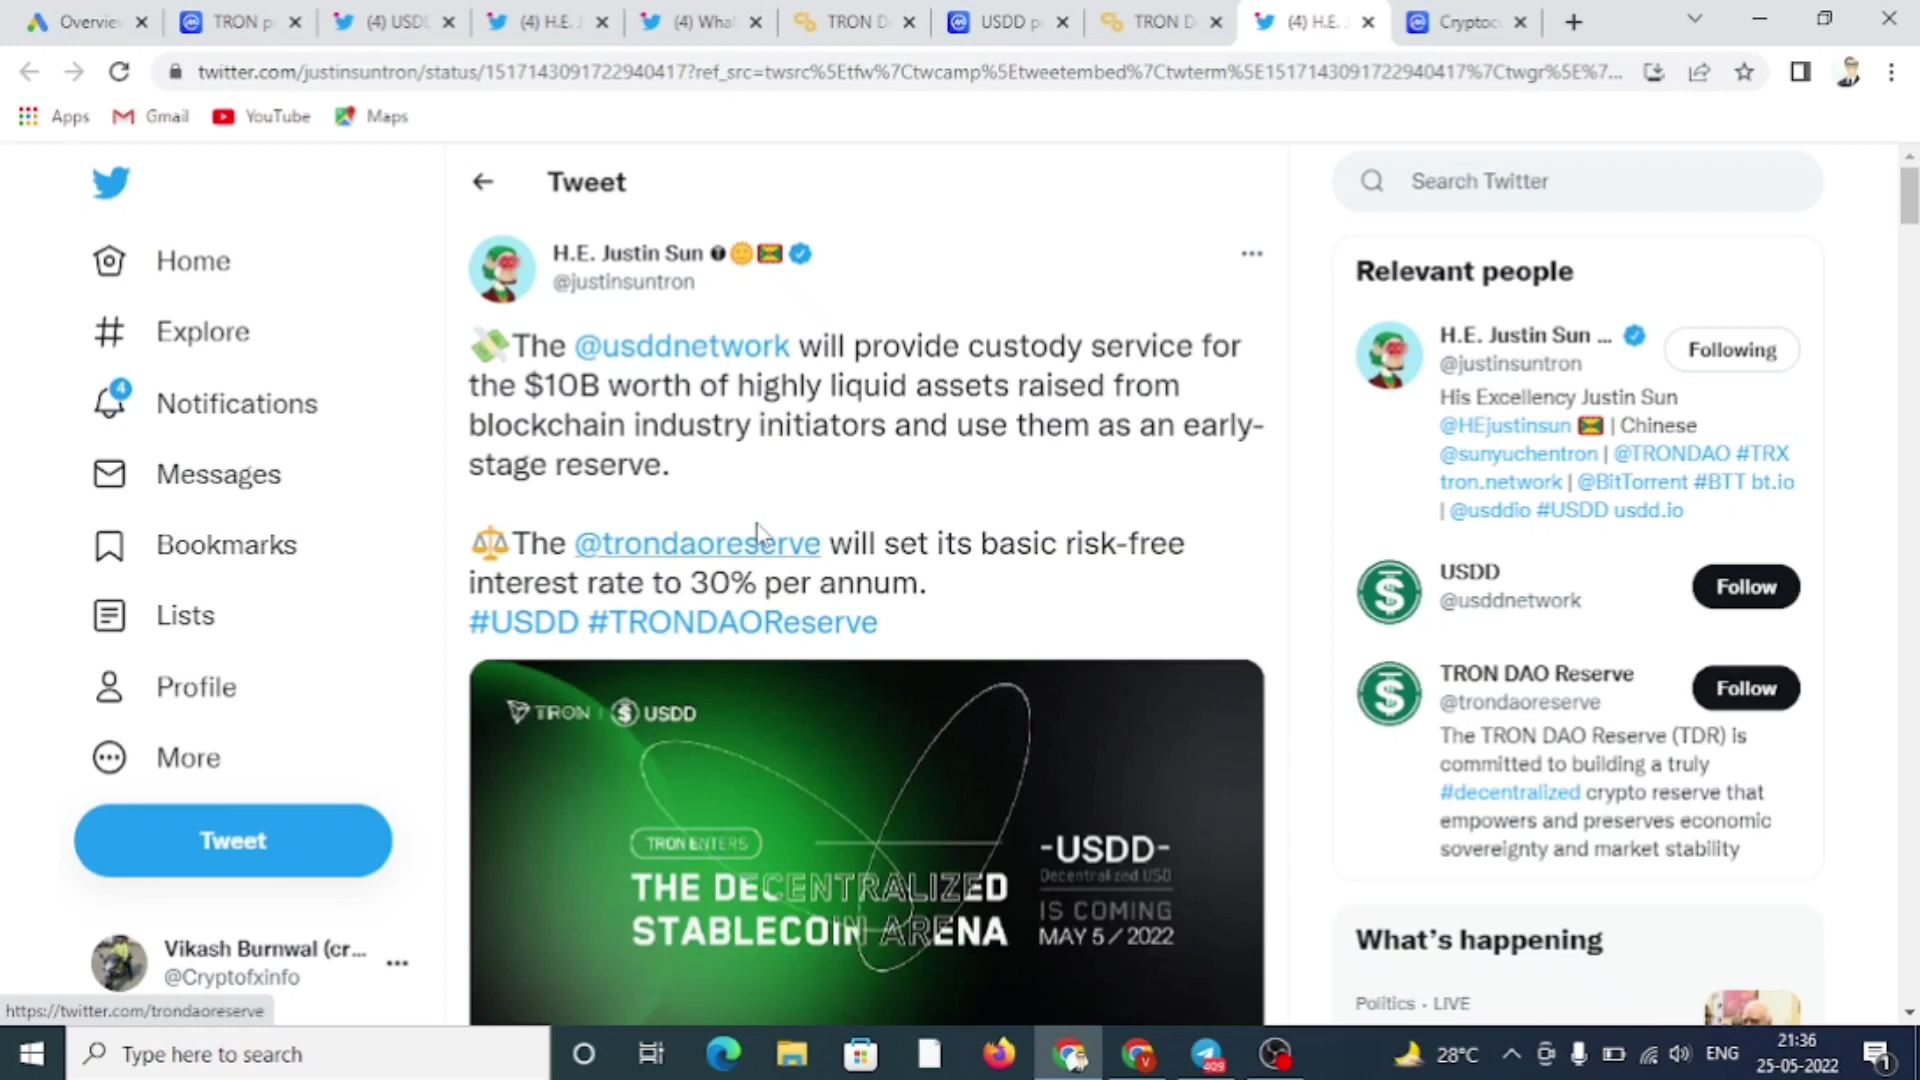 Overvie
TRON p
(4) USD
(4) H.E.
(4) Wha
TRON D
USDD p
TRON D
(4) H.E.
Cryptoc
twitter.com/justinsuntron/status/1517143091722940417?ref_src=twsrc%5Etfw%7Ctwcamp%5Etweetembed%7Ctwterm%5E1517143091722940417%7Ctwgr%5E%7...
Apps
Gmail
YouTube
Maps
Home
Explore
4
Notifications
Messages
Bookmarks
Lists
Profile
More
Tweet
Vikash Burnwal (cr...
@Cryptofxinfo
https://twitter.com/trondaoreserve
Tweet
H.E. Justin Sun
@justinsuntron
The @usddnetwork will provide custody service for
the $10B worth of highly liquid assets raised from
blockchain industry initiators and use them as an early-
stage reserve.
The @trondaoreserve will set its basic risk-free
interest rate to 30% per annum.
#USDD #TRONDAOReserve
TRON | USDD
TRON ENTERS
THE DECENTRALIZED
STABLECOIN ARENA
-USDD-
Decentralized USD
IS COMING
MAY 5/2022
Search Twitter
Relevant people
H.E. Justin Sun ...
@justinsuntron
Following
His Excellency Justin Sun
@HEjustinsun | Chinese
@sunyuchentron | @TRONDAO #TRX
tron.network | @BitTorrent #BTT bt.io
| @usddio #USDD usdd.io
USDD
@usddnetwork
Follow
TRON DAO Reserve
@trondaoreserve
Follow
The TRON DAO Reserve (TDR) is
committed to building a truly
#decentralized crypto reserve that
empowers and preserves economic
sovereignty and market stability
What's happening
Politics · LIVE
Type here to search
409
28°C
ENG
21:36
25-05-2022
1